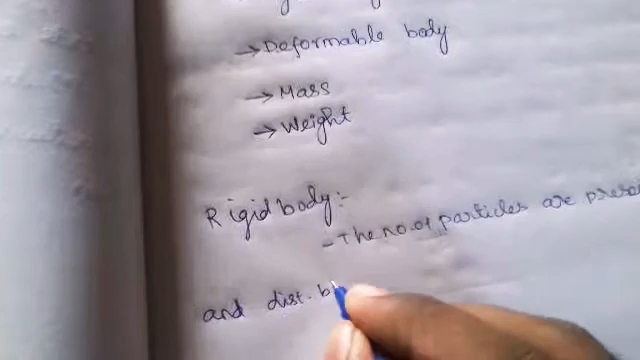 →Deformable body
→Mass
→Weight
Rigid body:-
-The no. of particles are
and dist. b